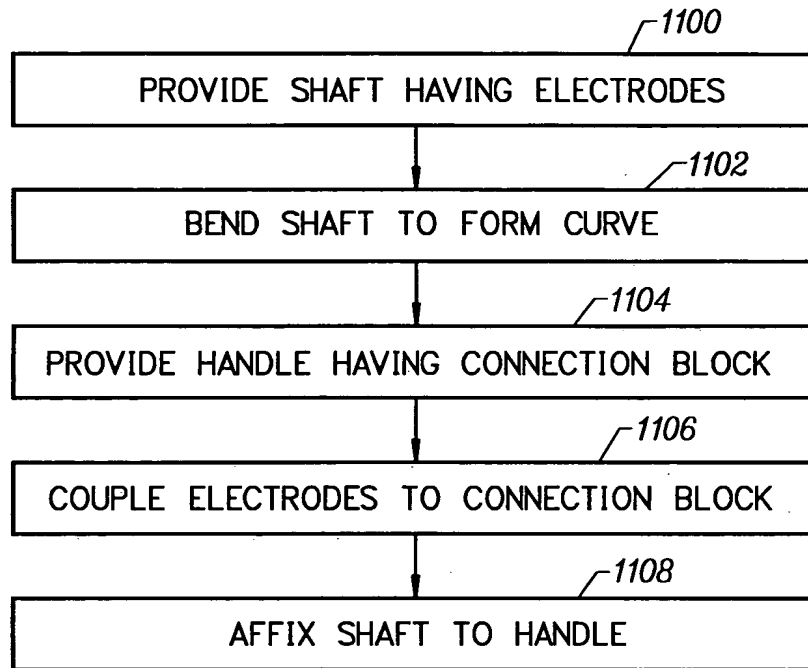 1100
PROVIDE SHAFT HAVING ELECTRODES
1102
BEND SHAFT TO FORM CURVE
1104
PROVIDE HANDLE HAVING CONNECTION BLOCK
1106
COUPLE ELECTRODES TO CONNECTION BLOCK
1108
AFFIX SHAFT TO HANDLE